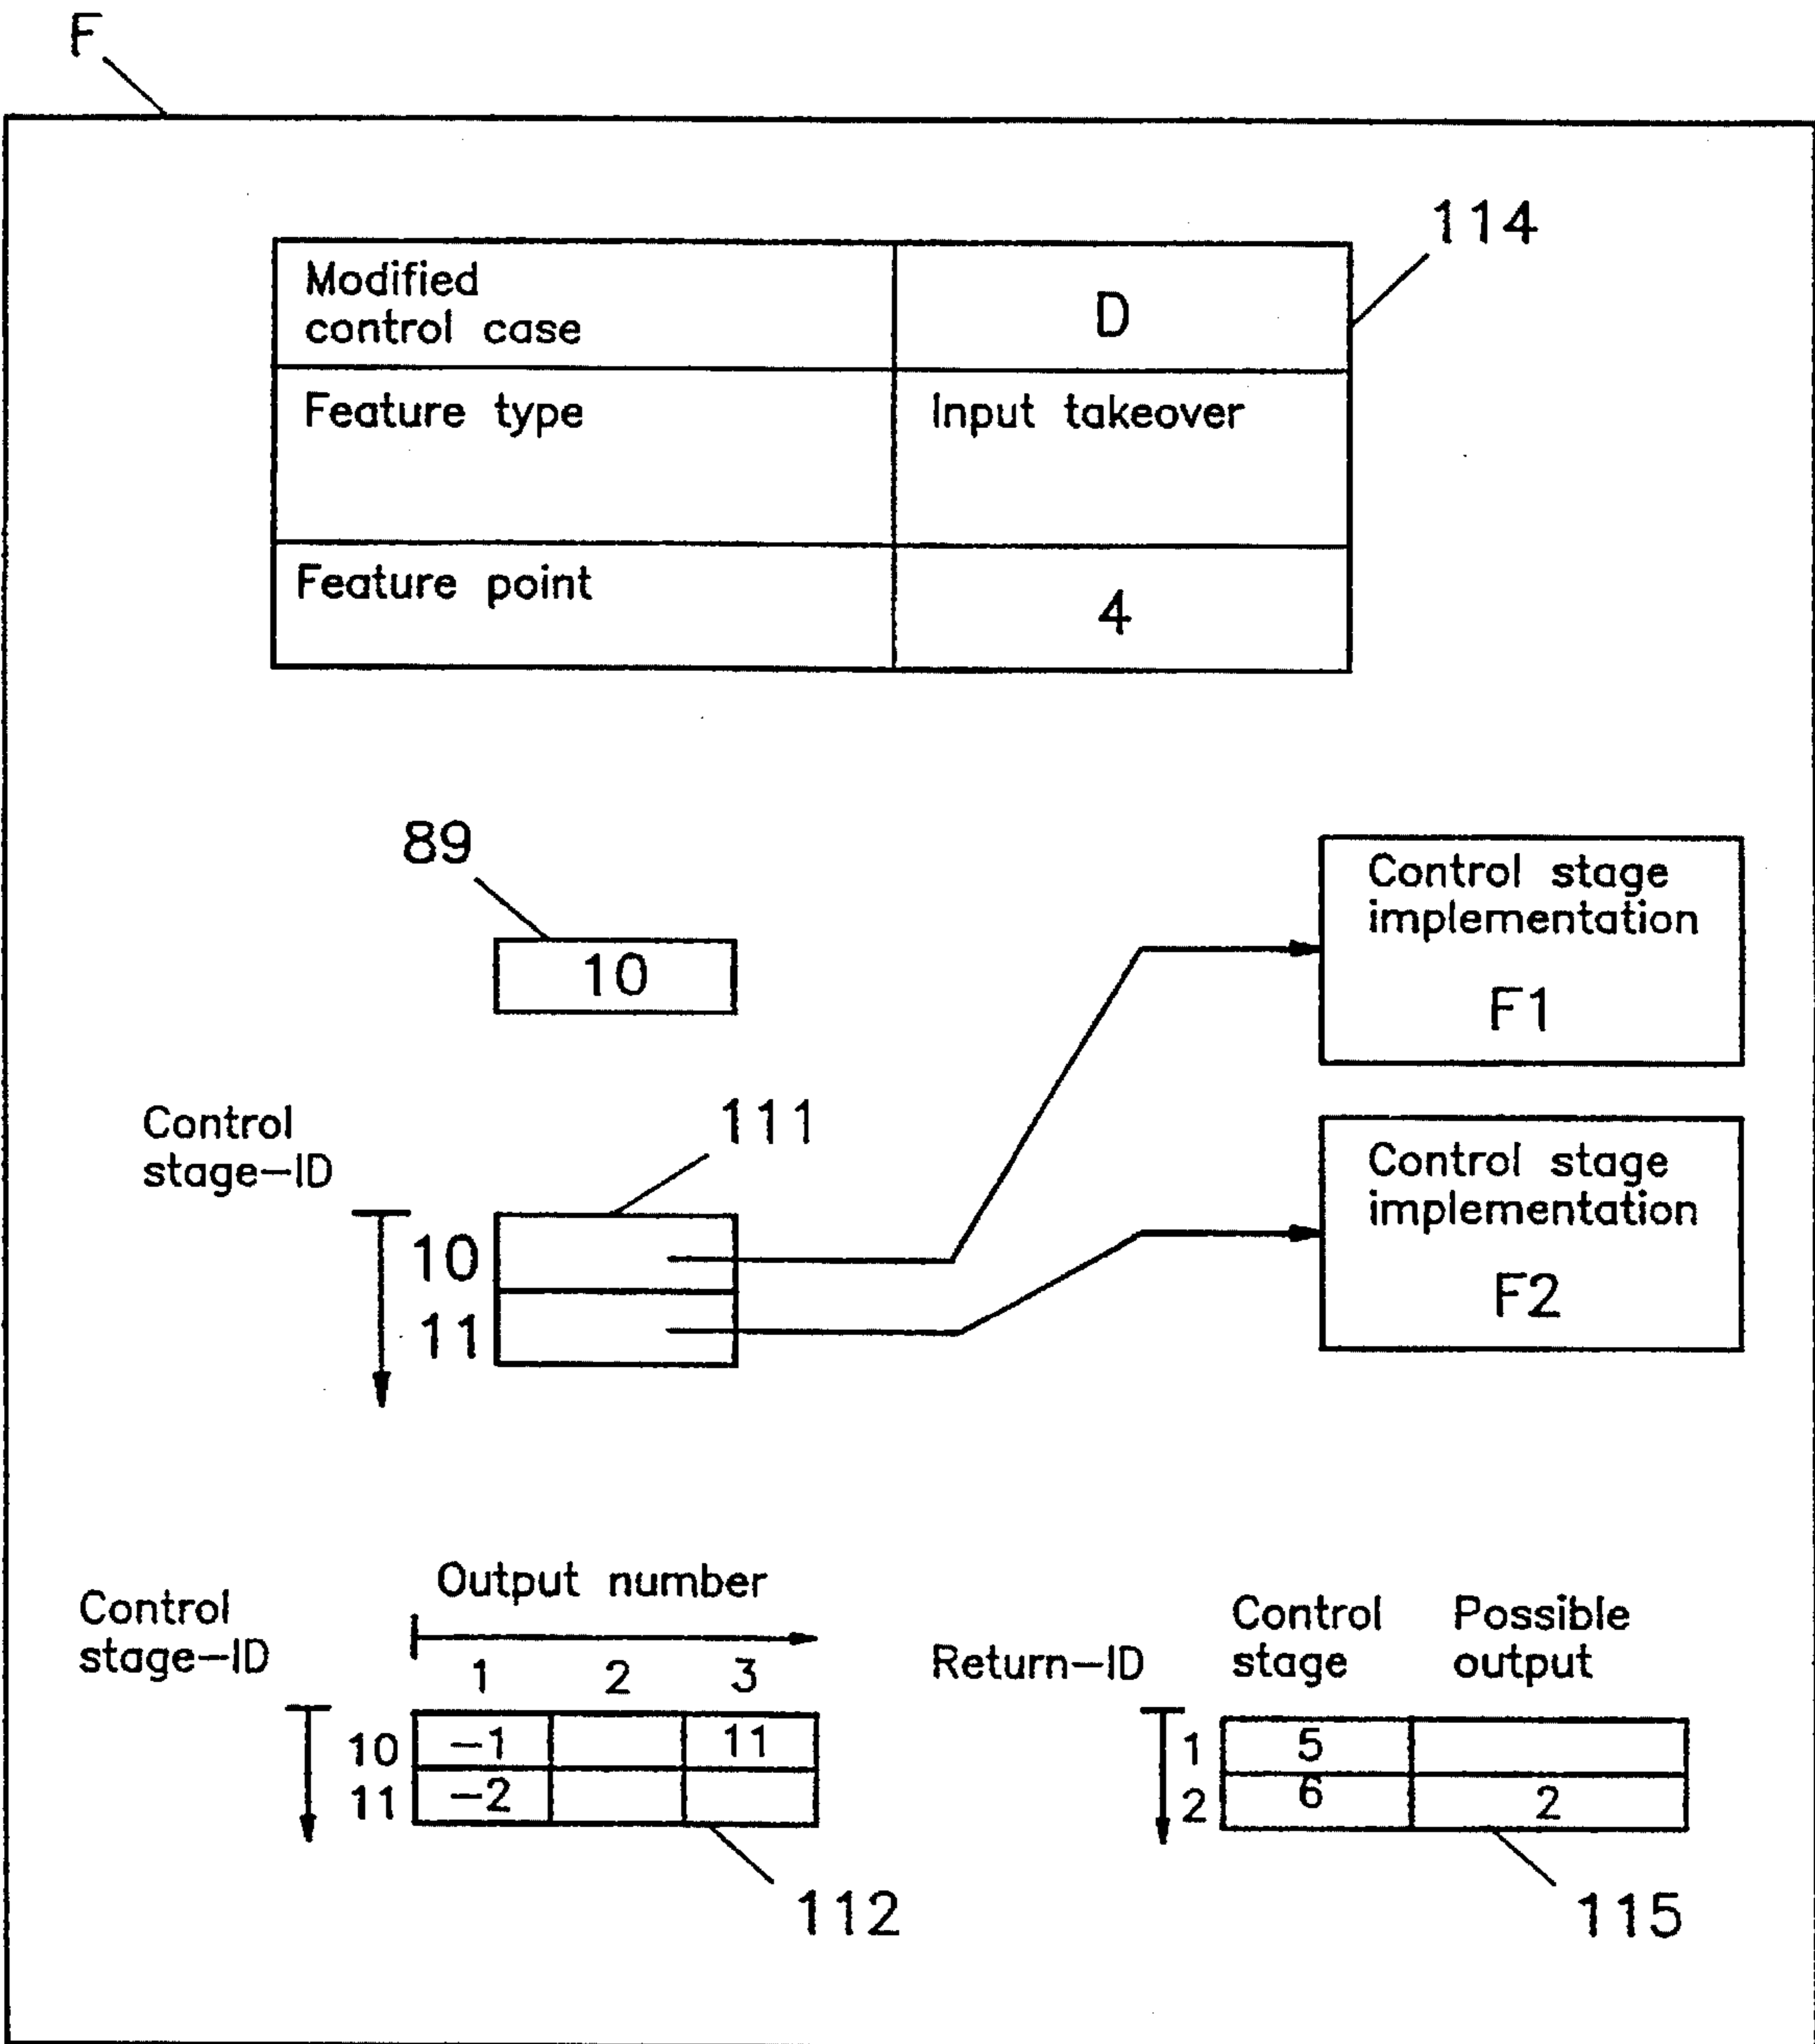 F
114
Modified
control case
D
Feature type
Input takeover
Feature point
4
89
10
Control stage
implementation
F1
Control
stage-ID
111
10
11
Control stage
implementation
F2
Control
stage-ID
Output number
1 2 3
10 -1 11
11 -2
112
Return-ID
Control
stage
Possible
output
1 5
2 6 2
115